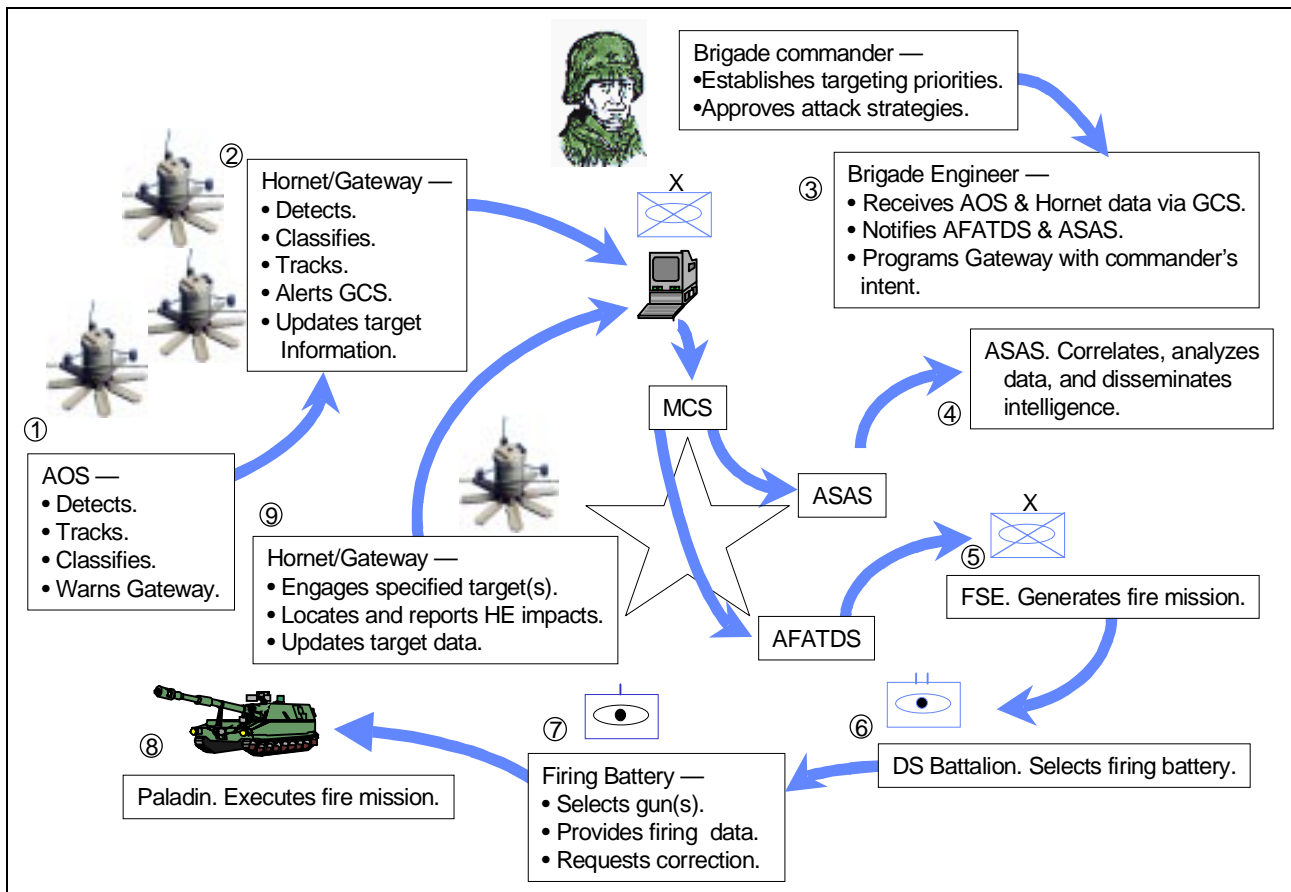 Brigade commander —
•Establishes targeting priorities.
•Approves attack strategies.
②
Hornet/Gateway —
• Detects.
• Classifies.
• Tracks.
• Alerts GCS.
• Updates target
Information.
X
③
Brigade Engineer —
• Receives AOS & Hornet data via GCS.
• Notifies AFATDS & ASAS.
• Programs Gateway with commander's
intent.
ASAS. Correlates, analyzes
data, and disseminates
intelligence.
④
MCS
①
AOS —
• Detects.
• Tracks.
• Classifies.
• Warns Gateway.
ASAS
⑨
Hornet/Gateway —
• Engages specified target(s).
• Locates and reports HE impacts.
• Updates target data.
X
⑤
FSE. Generates fire mission.
AFATDS
⑥
DS Battalion. Selects firing battery.
⑦
Firing Battery —
• Selects gun(s).
• Provides firing data.
• Requests correction.
⑧
Paladin. Executes fire mission.